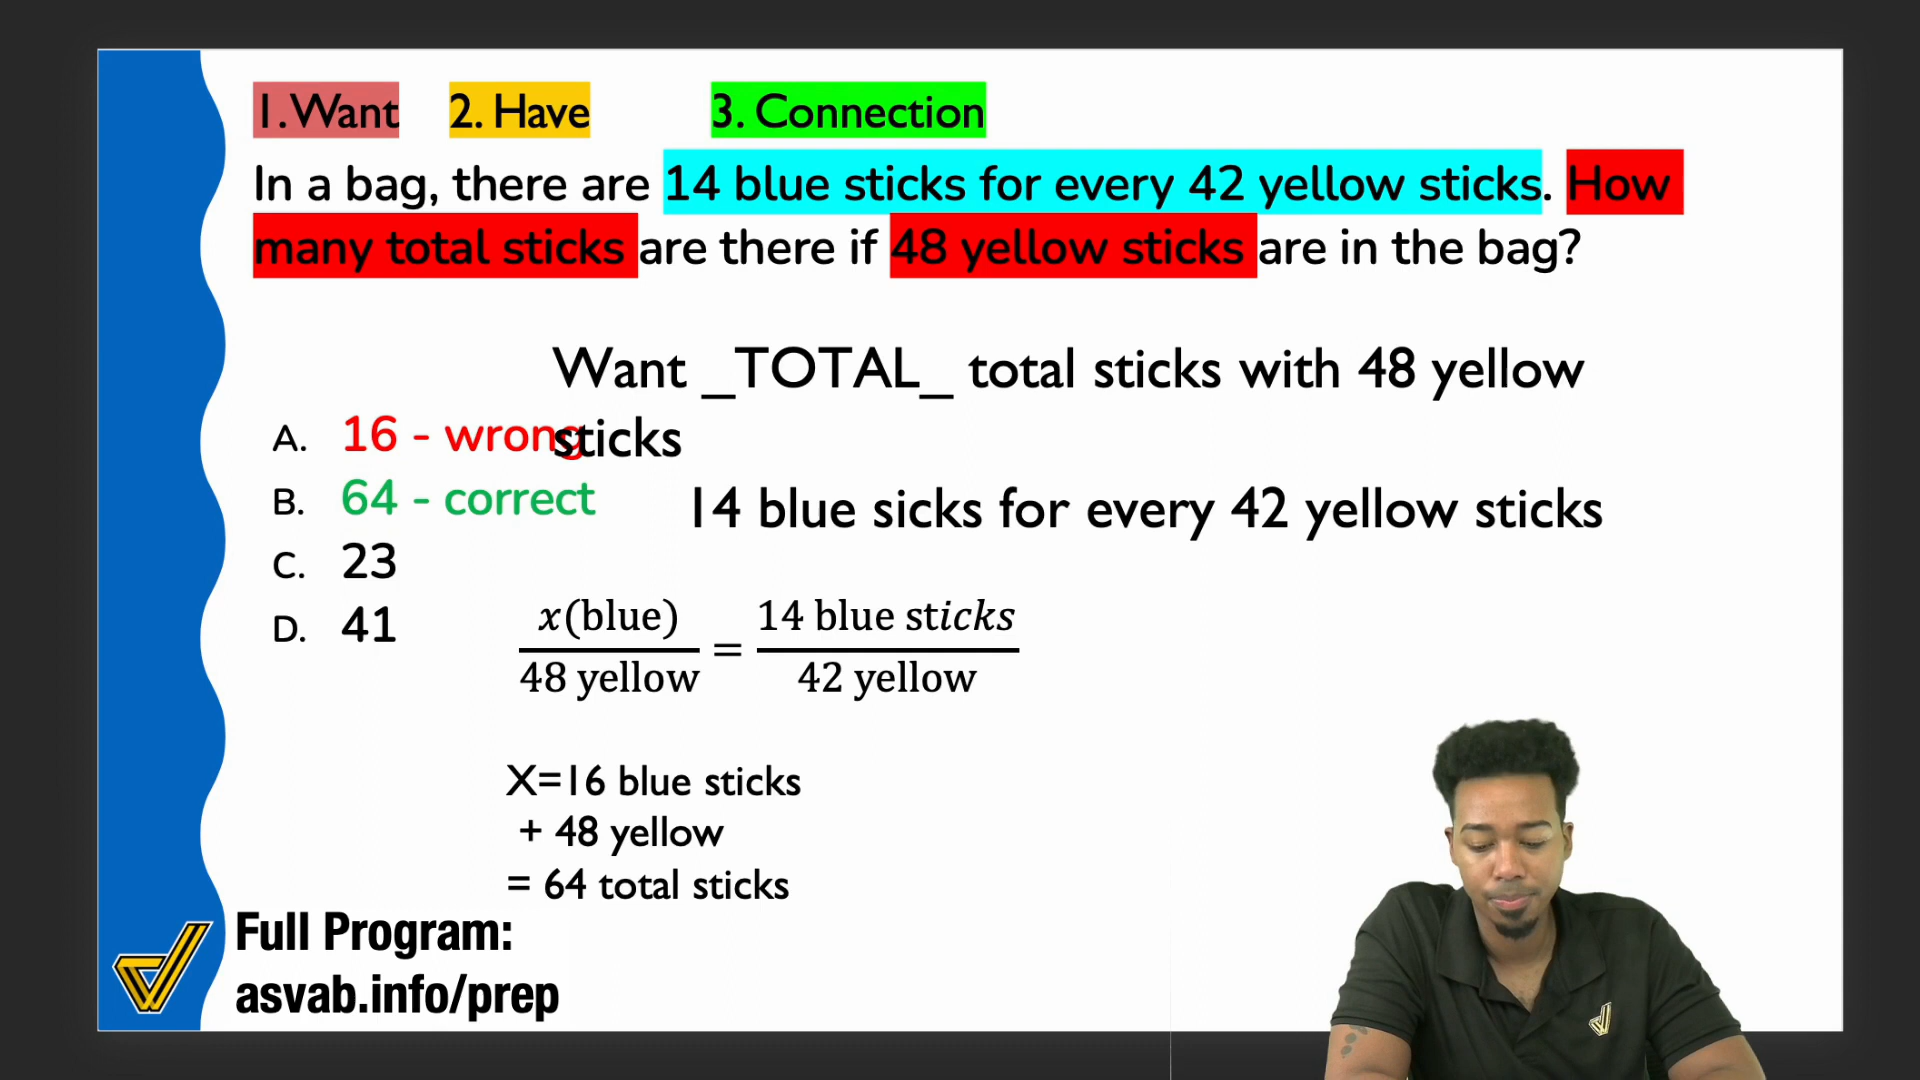 1. Want 2. Have 3. Connection
In a bag, there are 14 blue sticks for every 42 yellow sticks. How
many total sticks are there if 48 yellow sticks are in the bag?
Want _TOTAL_ total sticks with 48 yellow
sticks
A. 16 - wrong
B. 64 - correct
14 blue sicks for every 42 yellow sticks
C. 23
D. 41
x(blue) / 48 yellow = 14 blue sticks / 42 yellow
X=16 blue sticks
+ 48 yellow
= 64 total sticks
Full Program:
asvab.info/prep